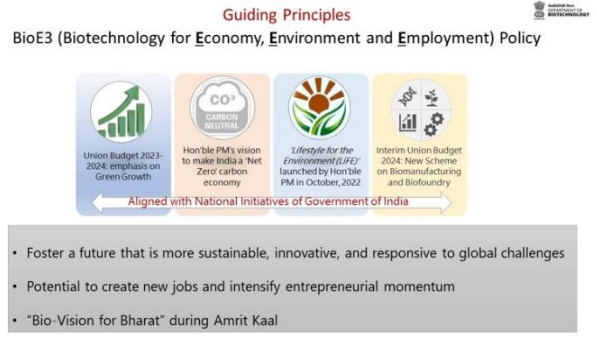 Guiding Principles
DEPARTMENT OF
BIOTECHNOLOGY
BioE3 (Biotechnology for Economy, Environment and Employment) Policy
CO²
CARBON
NEUTRAL
Union Budget 2023-
2024: emphasis on
Green Growth
Hon'ble PM's vision
to make India a 'Net
Zero' carbon
economy
'Lifestyle for the
Environment (LiFE)'
launched by Hon'ble
PM in October, 2022
Interim Union Budget
2024: New Scheme
on Biomanufacturing
and Biofoundry
Aligned with National Initiatives of Government of India
• Foster a future that is more sustainable, innovative, and responsive to global challenges
• Potential to create new jobs and intensify entrepreneurial momentum
• "Bio-Vision for Bharat" during Amrit Kaal